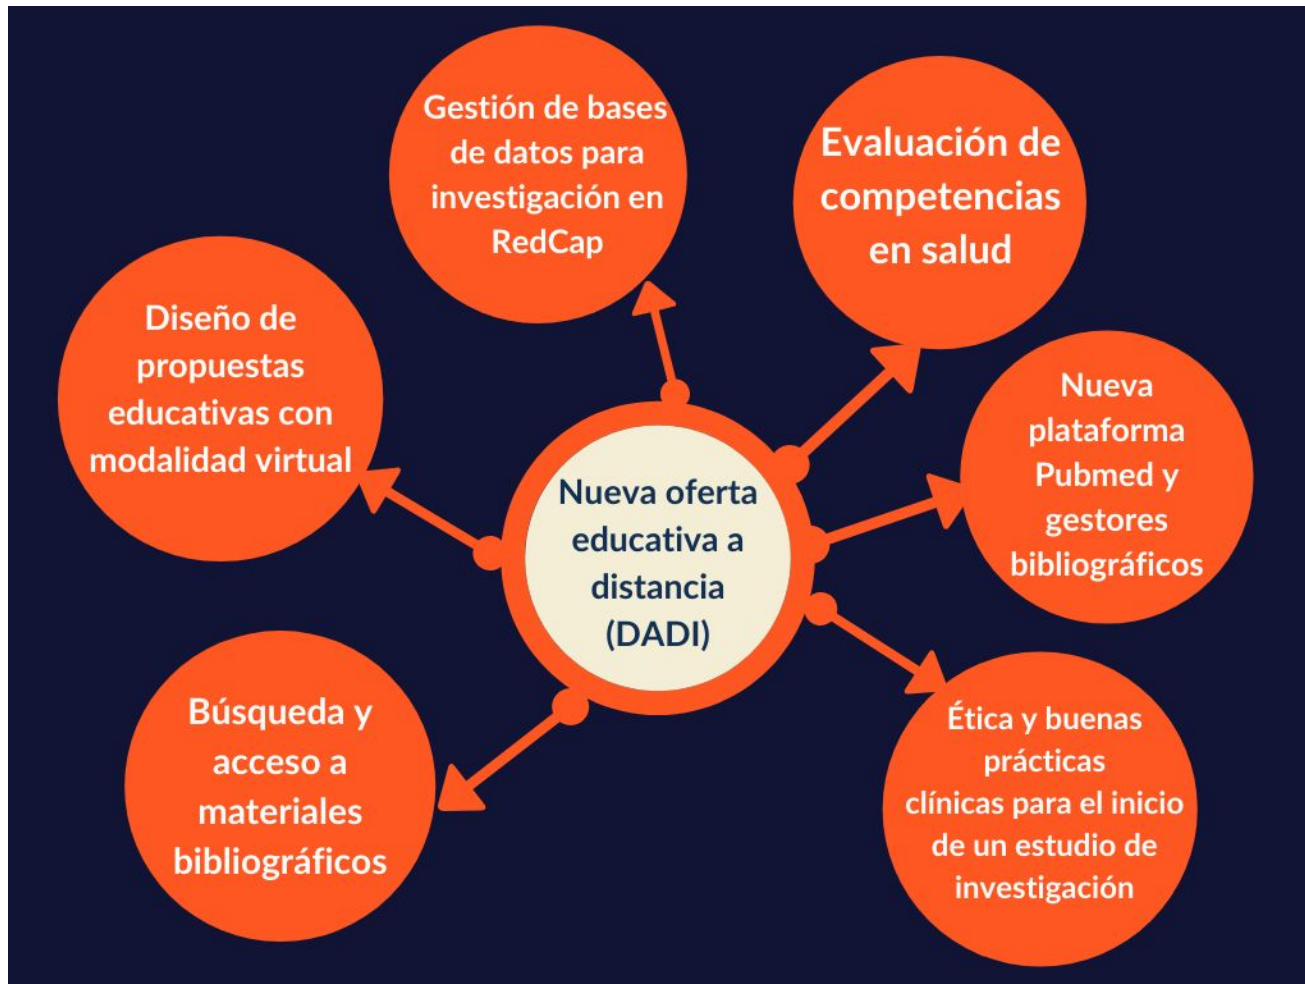 Gestión de bases
de datos para
investigación en
RedCap
Evaluación de
competencias
en salud
Diseño de
propuestas
educativas con
modalidad virtual
Nueva
plataforma
Pubmed y
gestores
bibliográficos
Nueva oferta
educativa a
distancia
(DADI)
Búsqueda y
acceso a
materiales
bibliográficos
Ética y buenas
prácticas
clínicas para el inicio
de un estudio de
investigación